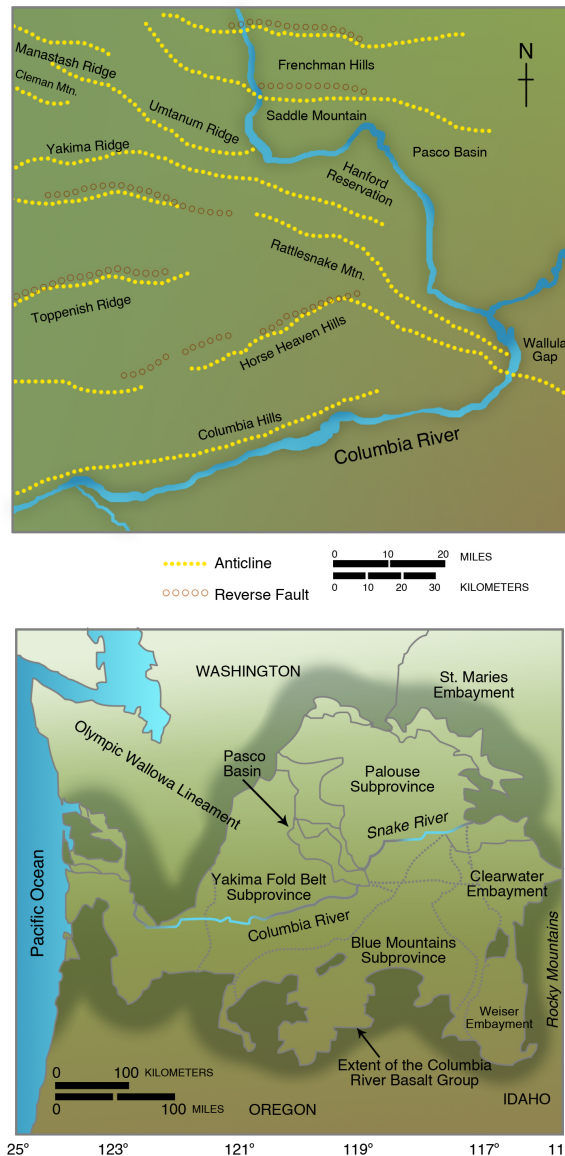 Frenchman Hills
N
Manastash Ridge
Cleman Mtn.
Umtanum Ridge
Saddle Mountain
Yakima Ridge
Pasco Basin
Hanford
Reservation
Rattlesnake Mtn.
Toppenish Ridge
Horse Heaven Hills
Wallula
Gap
Columbia Hills
Columbia River
Anticline
0 10 20 MILES
Reverse Fault
0 10 20 30 KILOMETERS
WASHINGTON
St. Maries
Embayment
Olympic Wallowa Lineament
Pasco
Basin
Palouse
Subprovince
Snake River
Yakima Fold Belt
Subprovince
Clearwater
Embayment
Pacific Ocean
Columbia River
Blue Mountains
Subprovince
Rocky Mountains
Weiser
Embayment
Extent of the Columbia
River Basalt Group
0 100 KILOMETERS
0 100 MILES
OREGON
IDAHO
25° 123° 121° 119° 117° 11